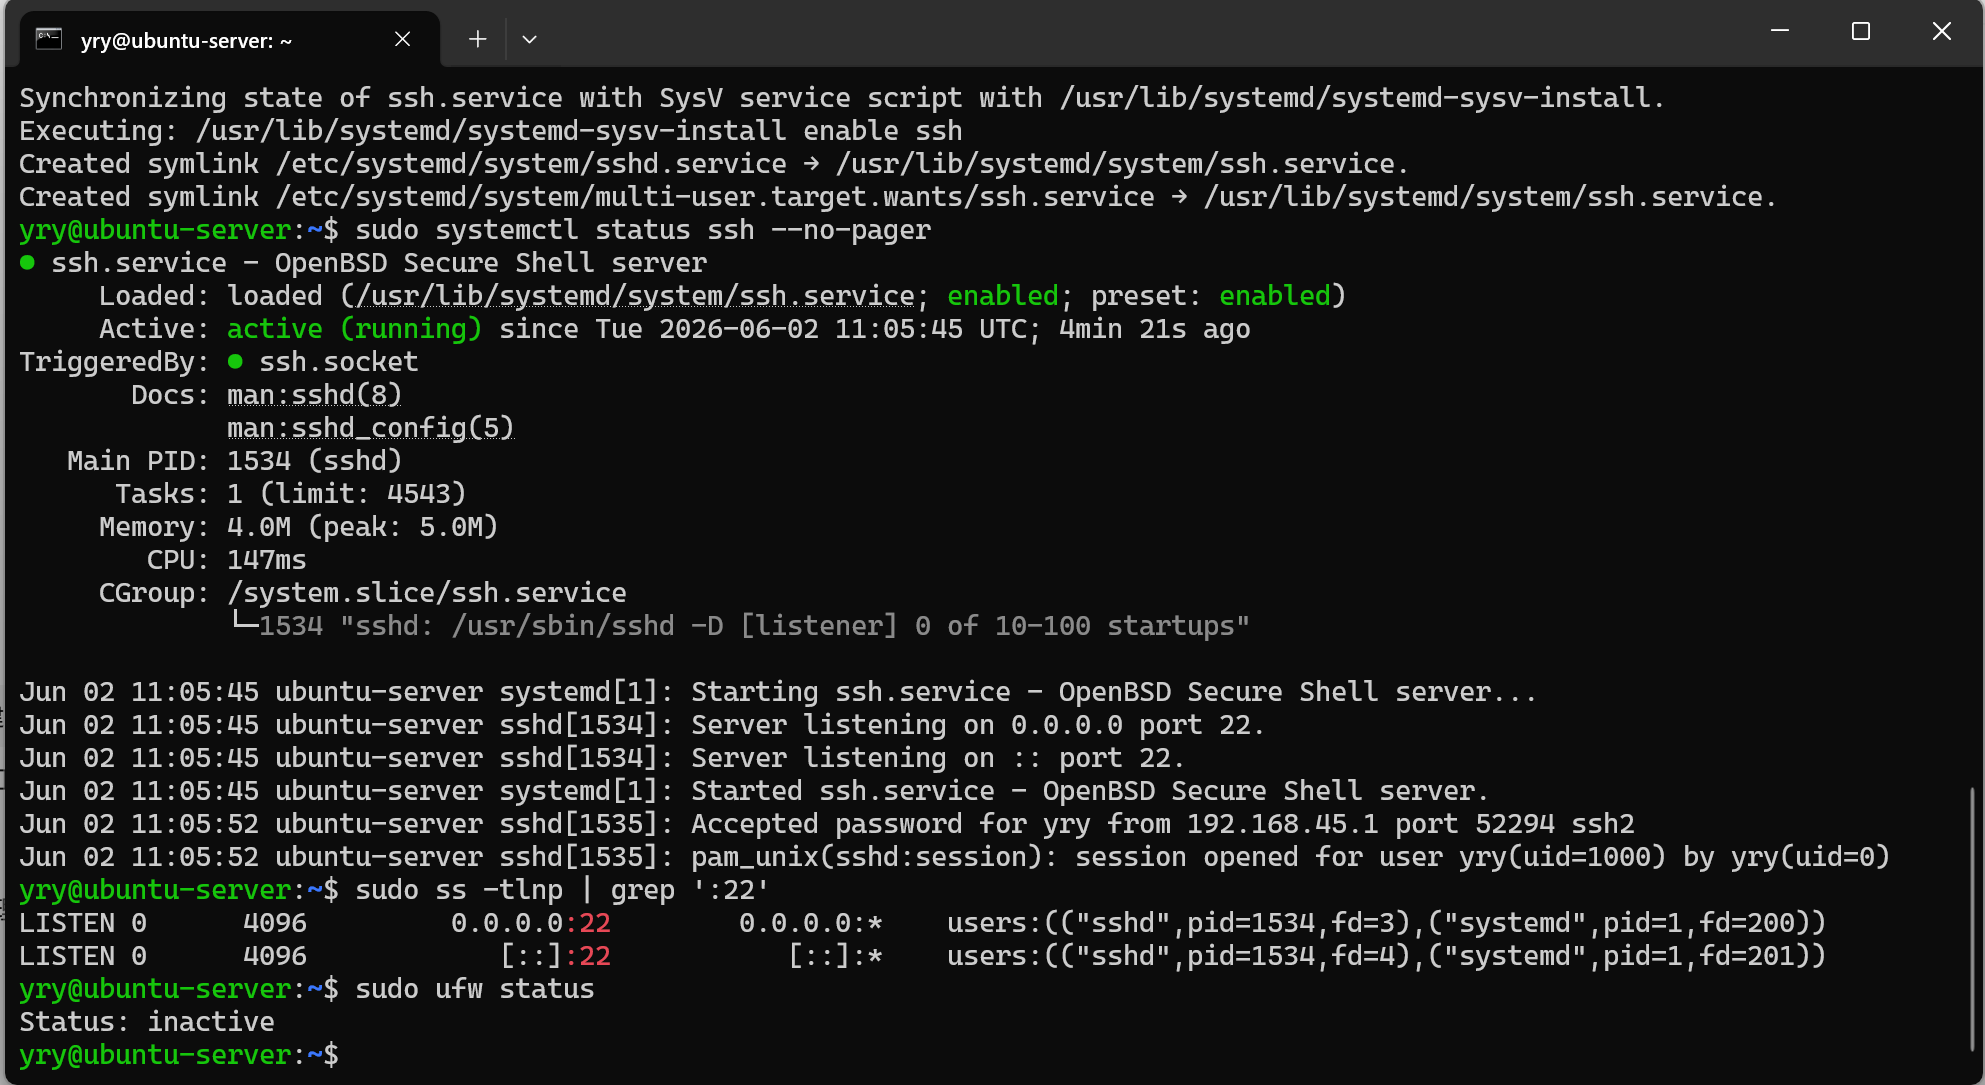 yry@ubuntu-server: ~
Synchronizing state of ssh.service with SysV service script with /usr/lib/systemd/systemd-sysv-install.
Executing: /usr/lib/systemd/systemd-sysv-install enable ssh
Created symlink /etc/systemd/system/sshd.service → /usr/lib/systemd/system/ssh.service.
Created symlink /etc/systemd/system/multi-user.target.wants/ssh.service → /usr/lib/systemd/system/ssh.service.
yry@ubuntu-server:~$ sudo systemctl status ssh --no-pager
● ssh.service - OpenBSD Secure Shell server
     Loaded: loaded (/usr/lib/systemd/system/ssh.service; enabled; preset: enabled)
     Active: active (running) since Tue 2026-06-02 11:05:45 UTC; 4min 21s ago
TriggeredBy: ● ssh.socket
       Docs: man:sshd(8)
             man:sshd_config(5)
   Main PID: 1534 (sshd)
      Tasks: 1 (limit: 4543)
     Memory: 4.0M (peak: 5.0M)
        CPU: 147ms
     CGroup: /system.slice/ssh.service
             └─1534 "sshd: /usr/sbin/sshd -D [listener] 0 of 10-100 startups"
Jun 02 11:05:45 ubuntu-server systemd[1]: Starting ssh.service - OpenBSD Secure Shell server...
Jun 02 11:05:45 ubuntu-server sshd[1534]: Server listening on 0.0.0.0 port 22.
Jun 02 11:05:45 ubuntu-server sshd[1534]: Server listening on :: port 22.
Jun 02 11:05:45 ubuntu-server systemd[1]: Started ssh.service - OpenBSD Secure Shell server.
Jun 02 11:05:52 ubuntu-server sshd[1535]: Accepted password for yry from 192.168.45.1 port 52294 ssh2
Jun 02 11:05:52 ubuntu-server sshd[1535]: pam_unix(sshd:session): session opened for user yry(uid=1000) by yry(uid=0)
yry@ubuntu-server:~$ sudo ss -tlnp | grep ':22'
LISTEN 0      4096         0.0.0.0:22        0.0.0.0:*    users:(("sshd",pid=1534,fd=3),("systemd",pid=1,fd=200))
LISTEN 0      4096            [::]:22           [::]:*    users:(("sshd",pid=1534,fd=4),("systemd",pid=1,fd=201))
yry@ubuntu-server:~$ sudo ufw status
Status: inactive
yry@ubuntu-server:~$